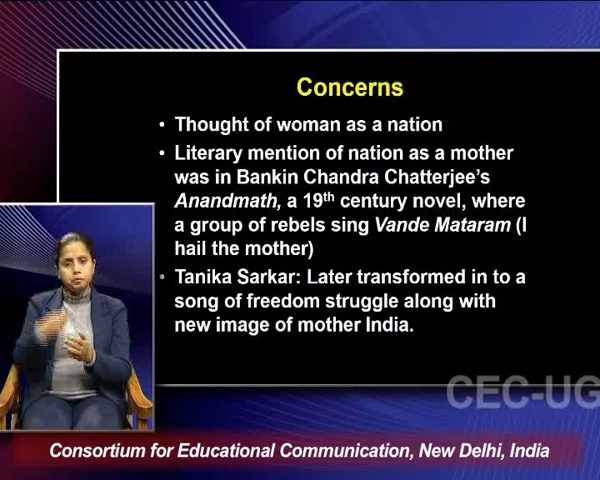 Concerns
• Thought of woman as a nation
• Literary mention of nation as a mother
was in Bankin Chandra Chatterjee's
Anandmath, a 19th century novel, where
a group of rebels sing Vande Mataram (I
hail the mother)
• Tanika Sarkar: Later transformed in to a
song of freedom struggle along with
new image of mother India.
CEC-UG
Consortium for Educational Communication, New Delhi, India